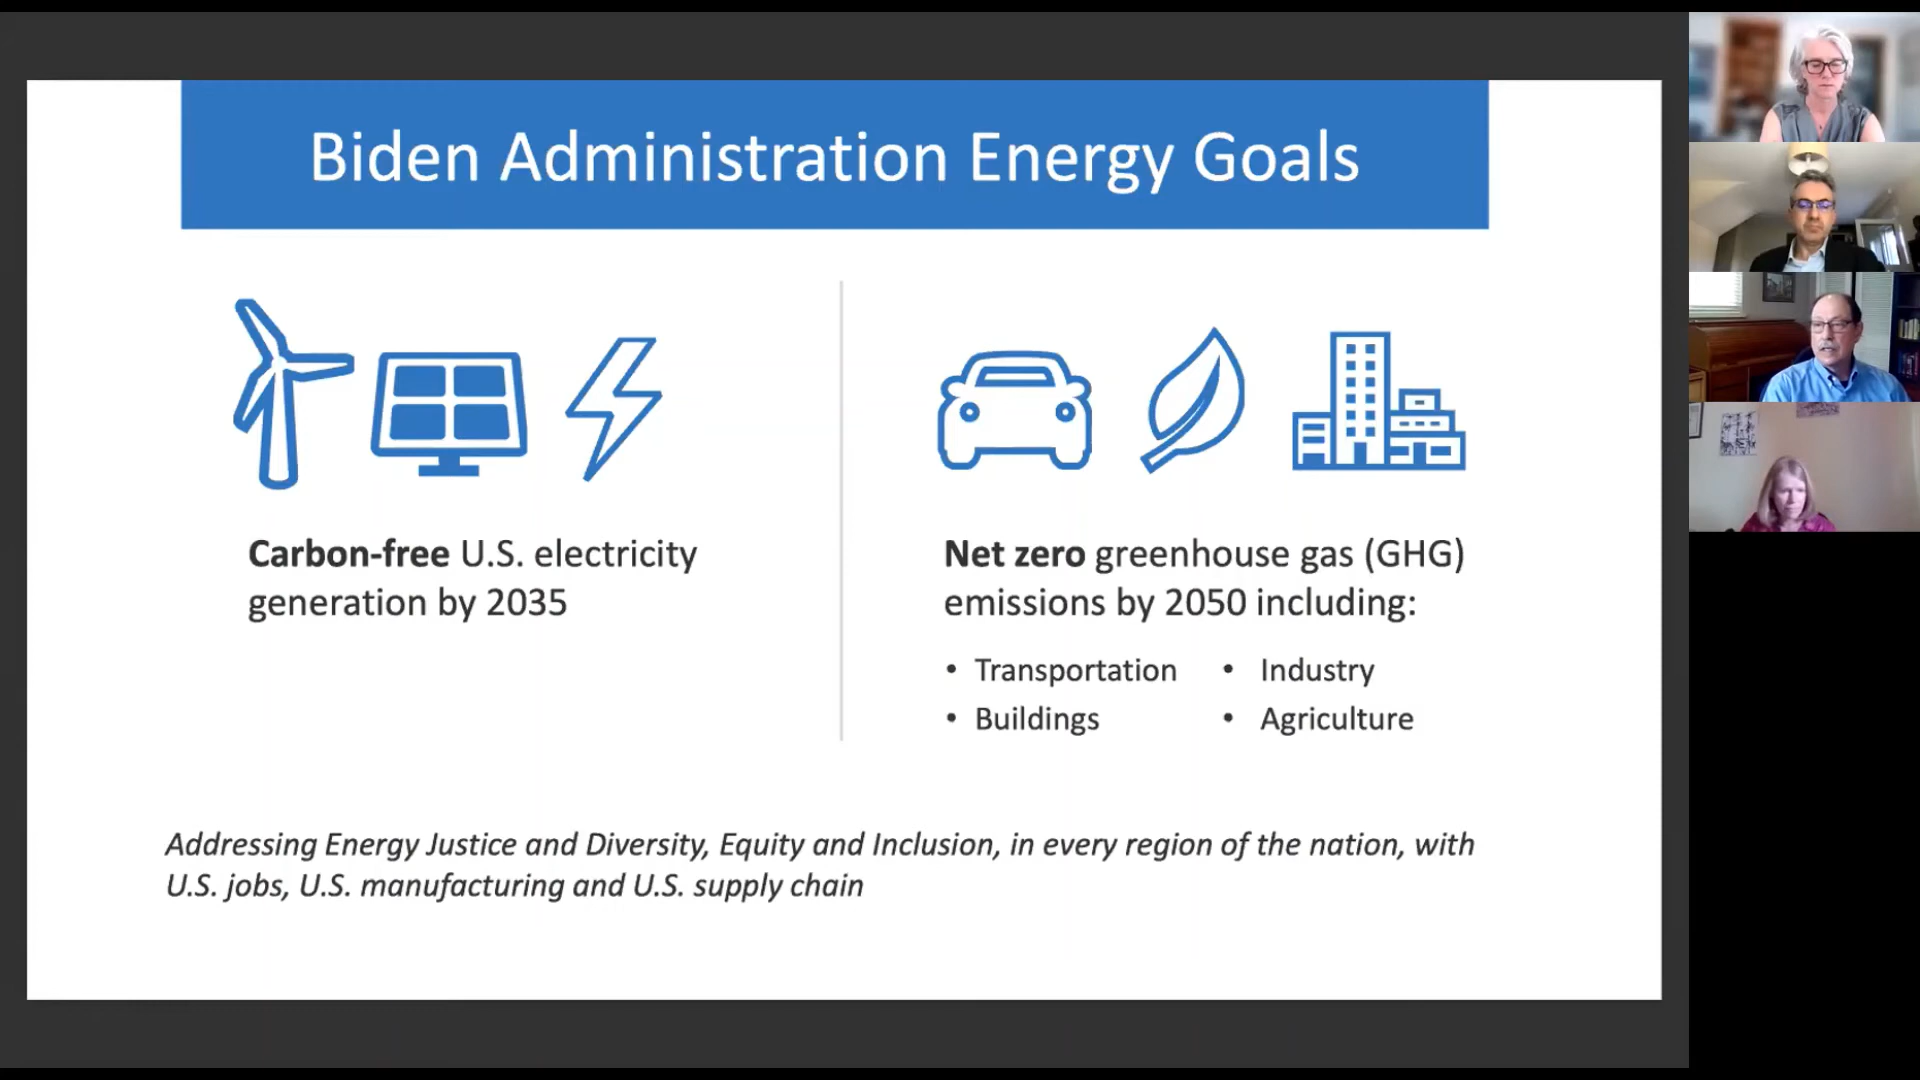 Biden Administration Energy Goals
Carbon-free U.S. electricity
generation by 2035
Net zero greenhouse gas (GHG)
emissions by 2050 including:
• Transportation
• Buildings
• Industry
• Agriculture
Addressing Energy Justice and Diversity, Equity and Inclusion, in every region of the nation, with
U.S. jobs, U.S. manufacturing and U.S. supply chain